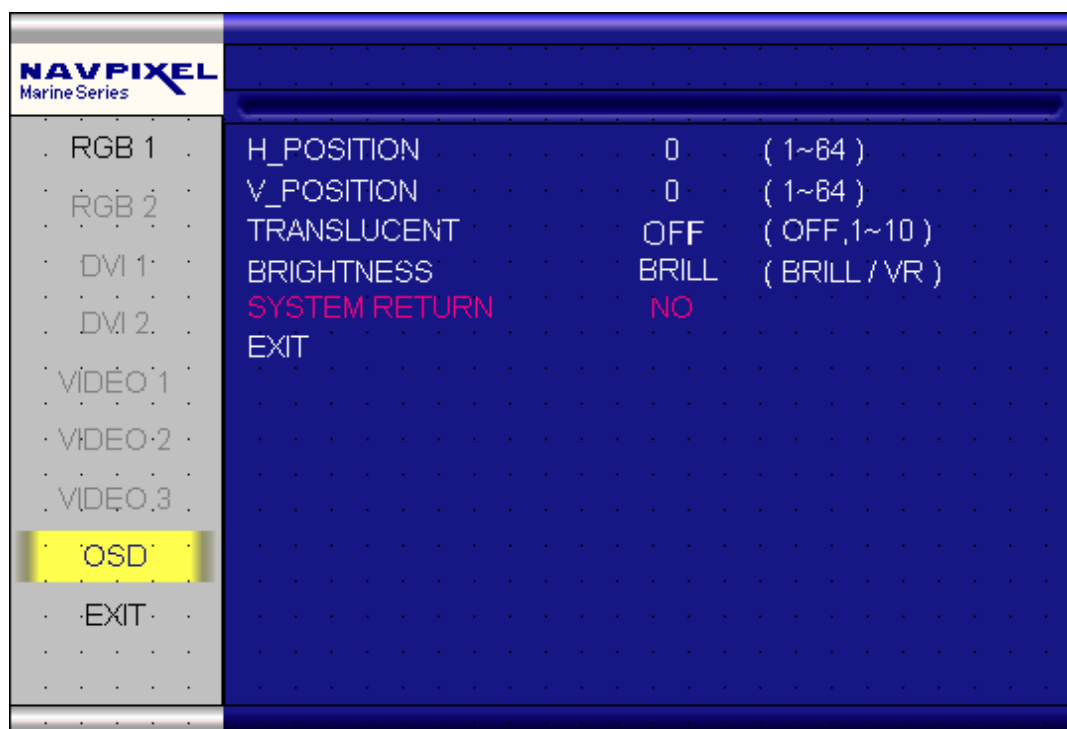 NAVPIXEL
Marine Series
RGB 1
RGB 2
DVI 1
DVI 2
VIDEO 1
VIDEO 2
VIDEO 3
OSD
EXIT
H_POSITION 0 ( 1~64 )
V_POSITION 0 ( 1~64 )
TRANSLUCENT OFF ( OFF,1~10 )
BRIGHTNESS BRILL ( BRILL / VR )
SYSTEM RETURN NO
EXIT